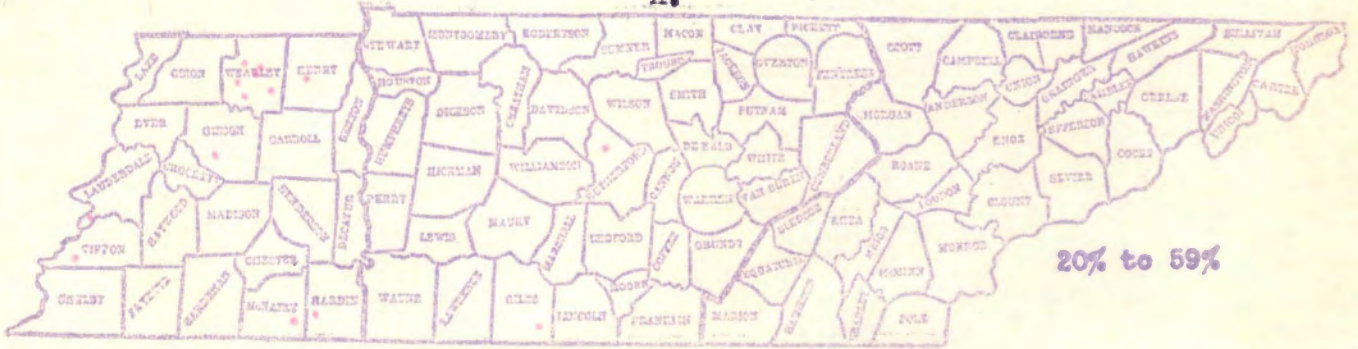 A.
STEWART MONTGOMERY ROBERTSON SUMNER MACON CLAY PICKETT SCOTT CAMPBELL CLAIBORNE HANCOCK HAWKINS SULLIVAN JOHNSON
LAKE OBION WEAKLEY HENRY HOUSTON CHEATHAM TROUSDALE JACKSON OVERTON FENTRESS UNION GRAINGER GREENE WASHINGTON CARTER
DYER GIBSON CARROLL BENTON HUMPHREYS DICKSON DAVIDSON WILSON SMITH PUTNAM MORGAN ANDERSON KNOX JEFFERSON COCKE
LAUDERDALE CROCKETT HICKMAN WILLIAMSON RUTHERFORD CANNON DE KALB WHITE CUMBERLAND ROANE LOUDON BLOUNT SEVIER
TIPTON HAYWOOD MADISON HENDERSON DECATUR PERRY LEWIS MAURY MARSHALL BEDFORD COFFEE WARREN VAN BUREN BLEDSOE RHEA MEIGS MONROE
CHESTER GRUNDY SEQUATCHIE McMINN
20% to 59%
SHELBY FAYETTE HARDEMAN McNAIRY HARDIN WAYNE LAWRENCE GILES LINCOLN MOORE FRANKLIN MARION HAMILTON BRADLEY POLK